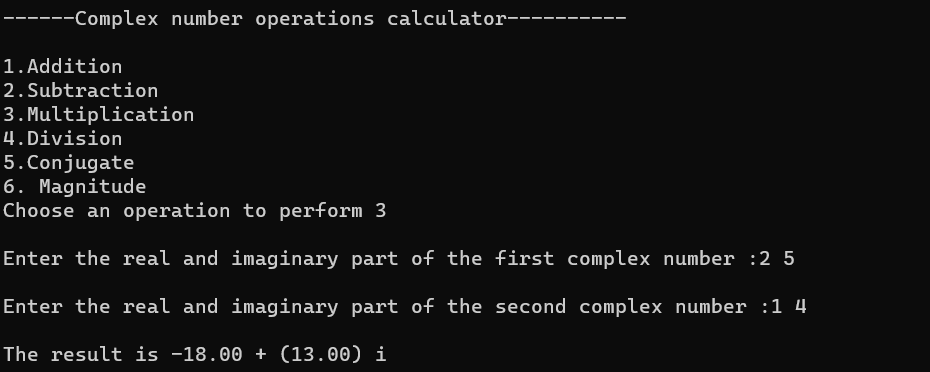 ------Complex number operations calculator----------
1.Addition
2.Subtraction
3.Multiplication
4.Division
5.Conjugate
6. Magnitude
Choose an operation to perform 3
Enter the real and imaginary part of the first complex number :2 5
Enter the real and imaginary part of the second complex number :1 4
The result is -18.00 + (13.00) i